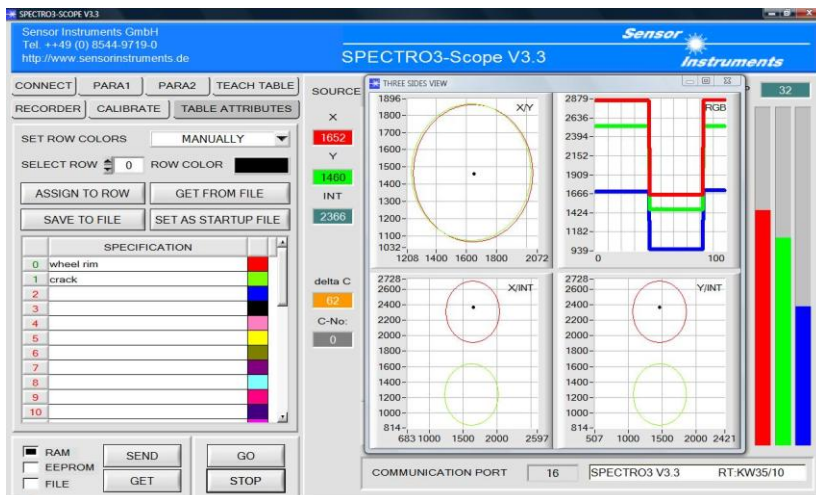 SPECTRO3-SCOPE V3.3
Sensor Instruments GmbH
Tel. ++49 (0) 8544-9719-0
http://www.sensorinstruments.de
SPECTRO3-Scope V3.3
Sensor
Instruments
CONNECT PARA1 PARA2 TEACH TABLE
RECORDER CALIBRATE TABLE ATTRIBUTES
SET ROW COLORS MANUALLY
SELECT ROW 0 ROW COLOR
ASSIGN TO ROW GET FROM FILE
SAVE TO FILE SET AS STARTUP FILE
SPECIFICATION
0 wheel rim
1 crack
2
3
4
5
6
7
8
9
10
RAM
EEPROM
FILE
SEND GO
GET STOP
SOURCE
X
1652
Y
1460
INT
2366
delta C
62
C-No:
0
THREE SIDES VIEW
X/Y
1896
1800
1700
1600
1500
1400
1300
1200
1100
1032
1208 1400 1600 1800 2072
RGB
2879
2636
2394
2152
1909
1666
1424
1182
939
0 100
X/INT
2728
2600
2400
2200
2000
1800
1600
1400
1200
1000
814
683 1000 1500 2000 2597
Y/INT
2728
2600
2400
2200
2000
1800
1600
1400
1200
1000
814
507 1000 1500 2000 2421
32
COMMUNICATION PORT 16 SPECTRO3 V3.3 RT:KW35/10